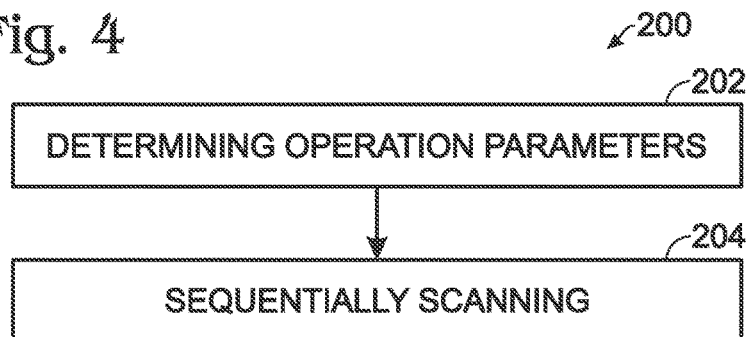 Fig. 4
200
202
DETERMINING OPERATION PARAMETERS
204
SEQUENTIALLY SCANNING